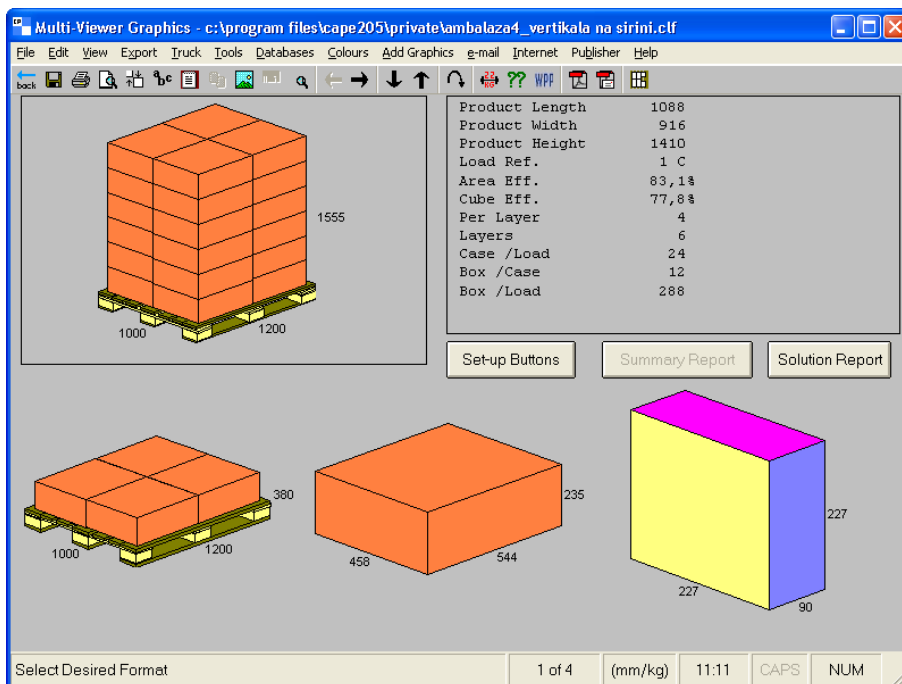 Multi-Viewer Graphics - c:\program files\cape205\private\ambalaza4_vertikala na sirini.clf
File Edit View Export Truck Tools Databases Colours Add Graphics e-mail Internet Publisher Help
back abc ?? WPP
Product Length 1088
Product Width 916
Product Height 1410
Load Ref. 1 C
Area Eff. 83,1%
Cube Eff. 77,8%
Per Layer 4
Layers 6
Case /Load 24
Box /Case 12
Box /Load 288
1555
1000
1200
Set-up Buttons Summary Report Solution Report
380
1000
1200
235
458
544
227
227
90
Select Desired Format 1 of 4 (mm/kg) 11:11 CAPS NUM